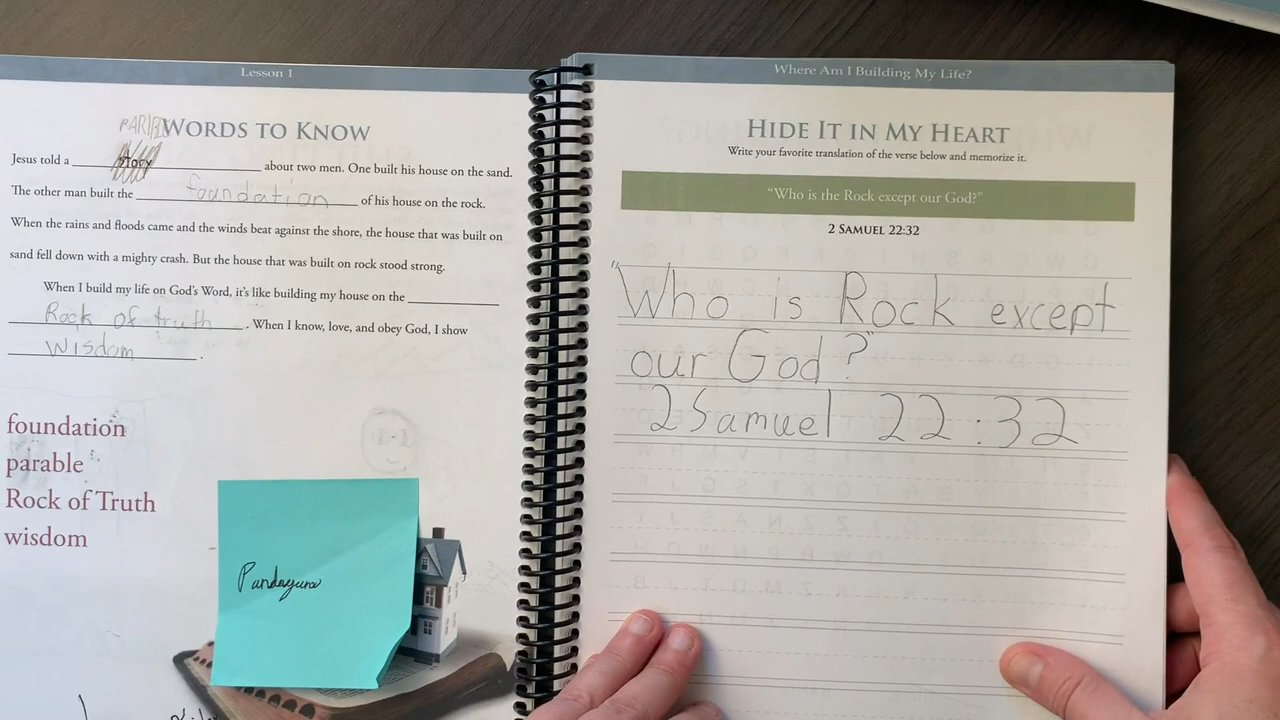 Lesson 1
WORDS TO KNOW
Jesus told a story about two men. One built his house on the sand.
The other man built the foundation of his house on the rock.
When the rains and floods came and the winds beat against the shore, the house that was built on
sand fell down with a mighty crash. But the house that was built on rock stood strong.
When I build my life on God's Word, it's like building my house on the
Rock of truth. When I know, love, and obey God, I show
wisdom.
foundation
parable
Rock of Truth
wisdom
Where Am I Building My Life?
HIDE IT IN MY HEART
Write your favorite translation of the verse below and memorize it.
"Who is the Rock except our God?"
2 SAMUEL 22:32
"Who is Rock except
our God?"
2 Samuel 22:32